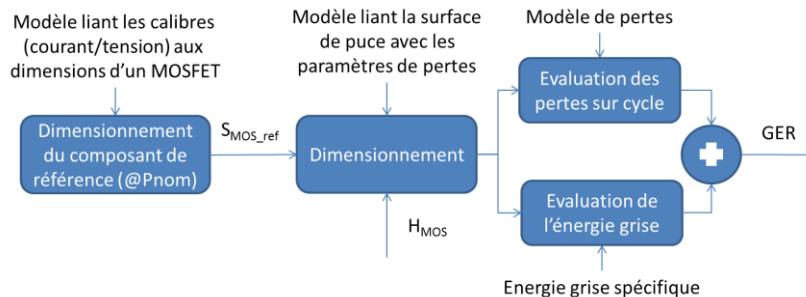 Modèle liant les calibres
(courant/tension) aux
dimensions d'un MOSFET
Modèle liant la surface
de puce avec les
paramètres de pertes
Modèle de pertes
Dimensionnement
du composant de
référence (@Pnom)
SMOS_ref
Dimensionnement
Evaluation des
pertes sur cycle
GER
Evaluation de
l'énergie grise
HMOS
Energie grise spécifique